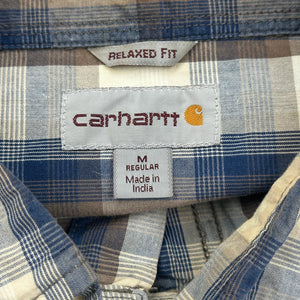 RELAXED FIT
carhartt
M
REGULAR
Made in
India